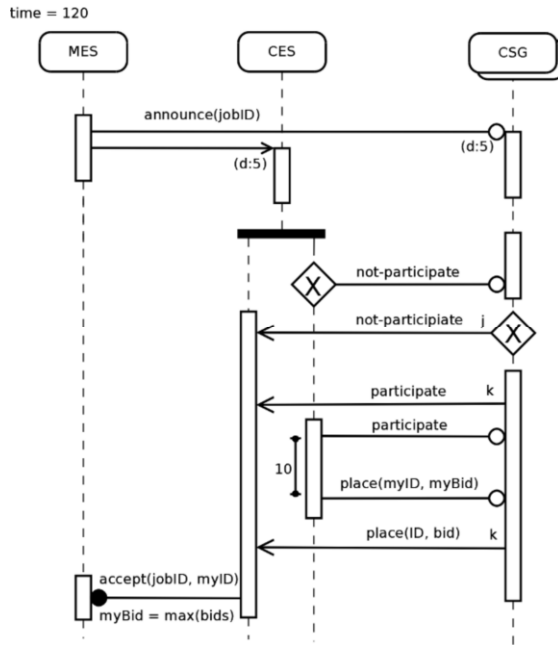 time = 120
MES
CES
CSG
announce(jobID)
(d:5)
(d:5)
not-participate
X
not-participiate j
X
participate k
participate
10
place(myID, myBid)
place(ID, bid) k
accept(jobID, myID)
myBid = max(bids)